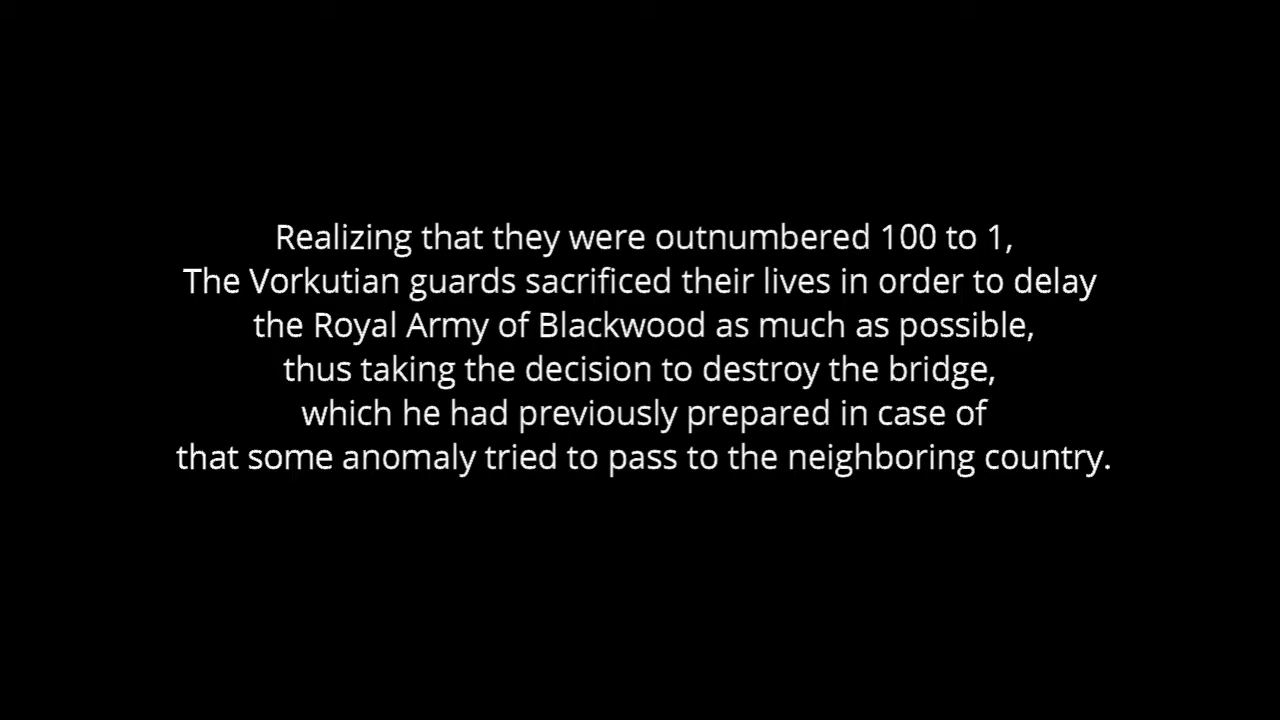 Realizing that they were outnumbered 100 to 1,
The Vorkutian guards sacrificed their lives in order to delay
the Royal Army of Blackwood as much as possible,
thus taking the decision to destroy the bridge,
which he had previously prepared in case of
that some anomaly tried to pass to the neighboring country.